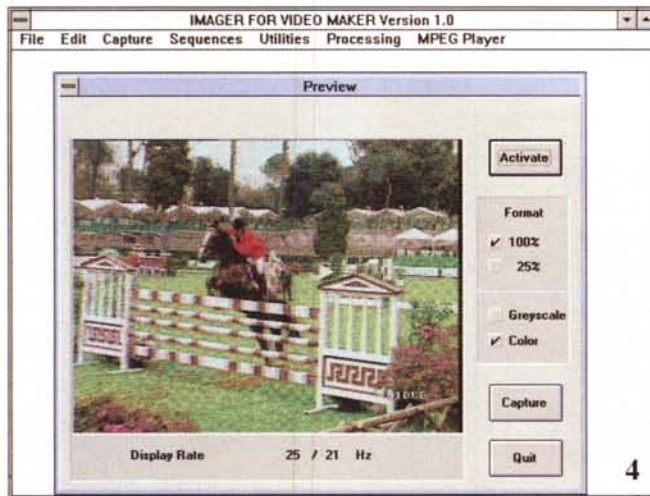 IMAGER FOR VIDEO MAKER Version 1.0
File Edit Capture Sequences Utilities Processing MPEG Player
Preview
Activate
Format
100%
25%
Greyscale
Color
Capture
Display Rate 25 / 21 Hz
Quit
4